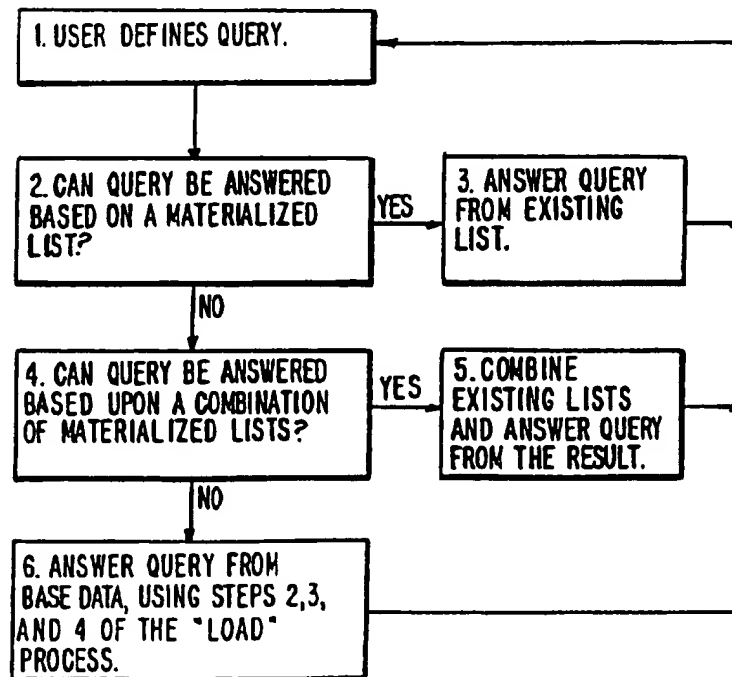 1. USER DEFINES QUERY.
2. CAN QUERY BE ANSWERED
BASED ON A MATERIALIZED
LIST?
YES
3. ANSWER QUERY
FROM EXISTING
LIST.
NO
4. CAN QUERY BE ANSWERED
BASED UPON A COMBINATION
OF MATERIALIZED LISTS?
YES
5. COMBINE
EXISTING LISTS
AND ANSWER QUERY
FROM THE RESULT.
NO
6. ANSWER QUERY FROM
BASE DATA, USING STEPS 2,3,
AND 4 OF THE "LOAD"
PROCESS.